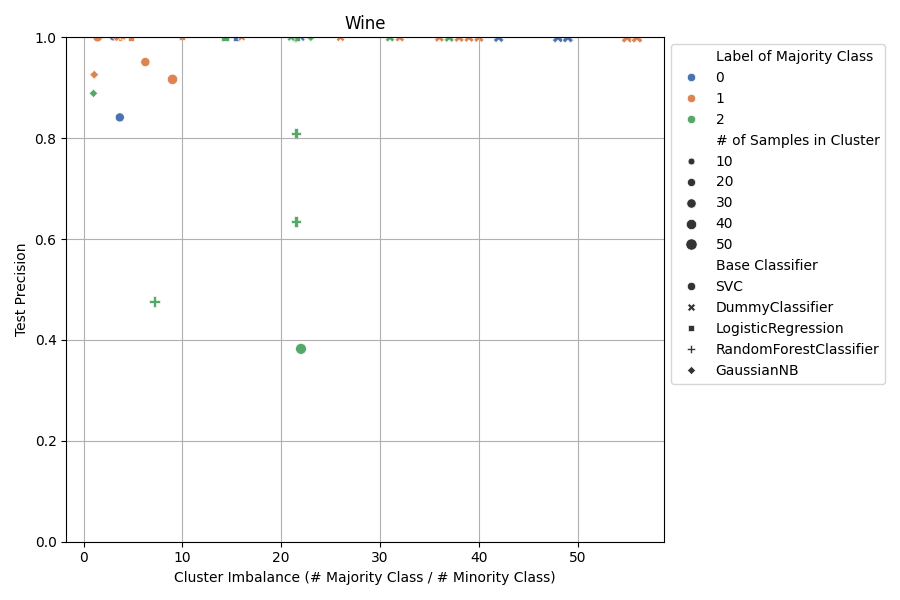 Wine
1.0
0.8
0.6
0.4
0.2
0.0
Test Precision
0
10
20
30
40
50
Cluster Imbalance (# Majority Class / # Minority Class)
Label of Majority Class
0
1
2
# of Samples in Cluster
10
20
30
40
50
Base Classifier
SVC
DummyClassifier
LogisticRegression
RandomForestClassifier
GaussianNB